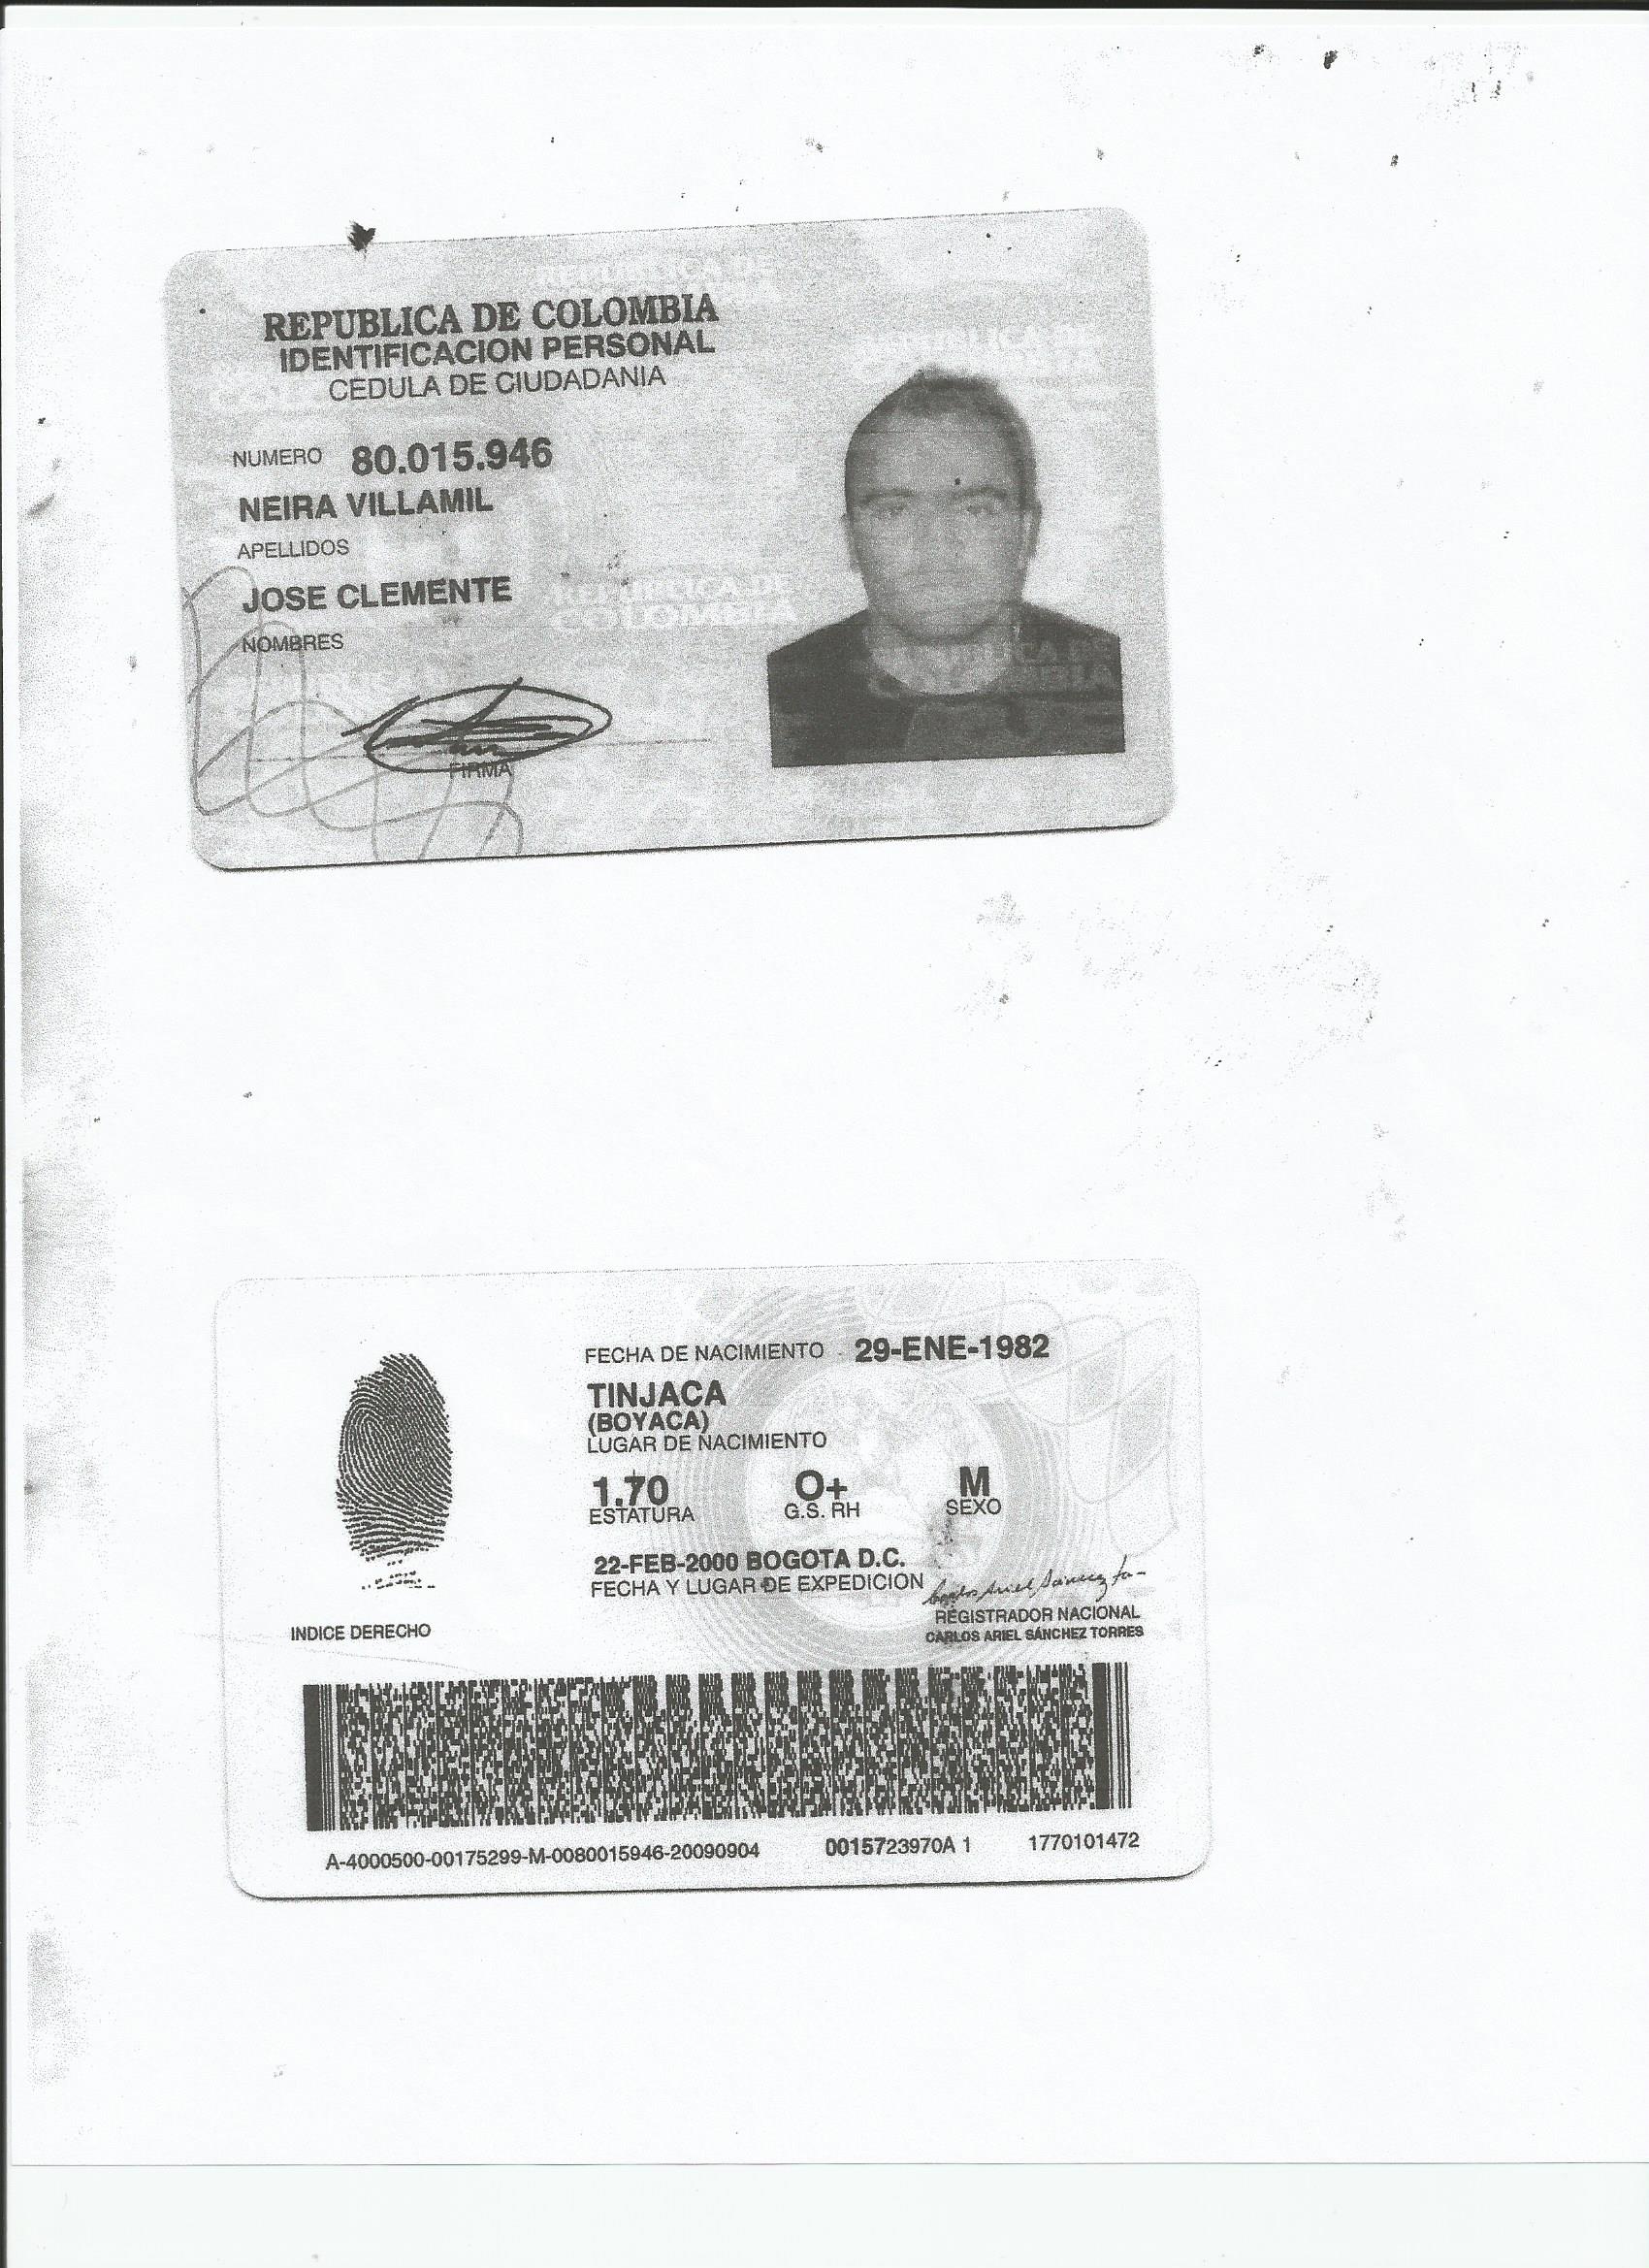 REPUBLICA DE COLOMBIA
IDENTIFICACION PERSONAL
CEDULA DE CIUDADANIA
NUMERO 80.015.946
NEIRA VILLAMIL
APELLIDOS
JOSE CLEMENTE
NOMBRES
FIRMA
REPUBLICA DE
COLOMBIA
FECHA DE NACIMIENTO 29-ENE-1982
TINJACA
(BOYACA)
LUGAR DE NACIMIENTO
1.70 O+ M
ESTATURA G.S. RH SEXO
22-FEB-2000 BOGOTA D.C.
FECHA Y LUGAR DE EXPEDICION
INDICE DERECHO
REGISTRADOR NACIONAL
CARLOS ARIEL SÁNCHEZ TORRES
A-4000500-00175299-M-0080015946-20090904 0015723970A 1 1770101472